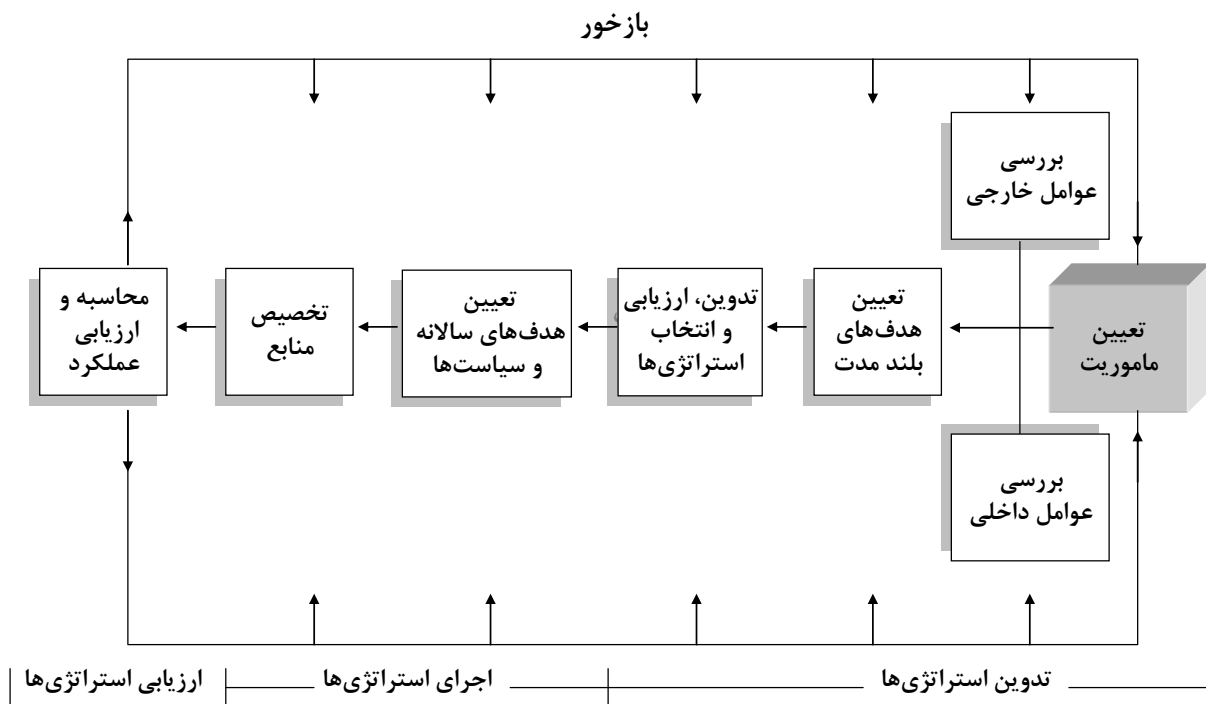 بازخور
بررسی
عوامل خارجی
تعیین
ماموریت
بررسی
عوامل داخلی
تعیین
هدف‌های
بلند مدت
تدوین، ارزیابی
و انتخاب
استراتژی‌ها
تعیین
هدف‌های سالانه
و سیاست‌ها
تخصیص
منابع
محاسبه و
ارزیابی
عملکرد
تدوین استراتژی‌ها
اجرای استراتژی‌ها
ارزیابی استراتژی‌ها